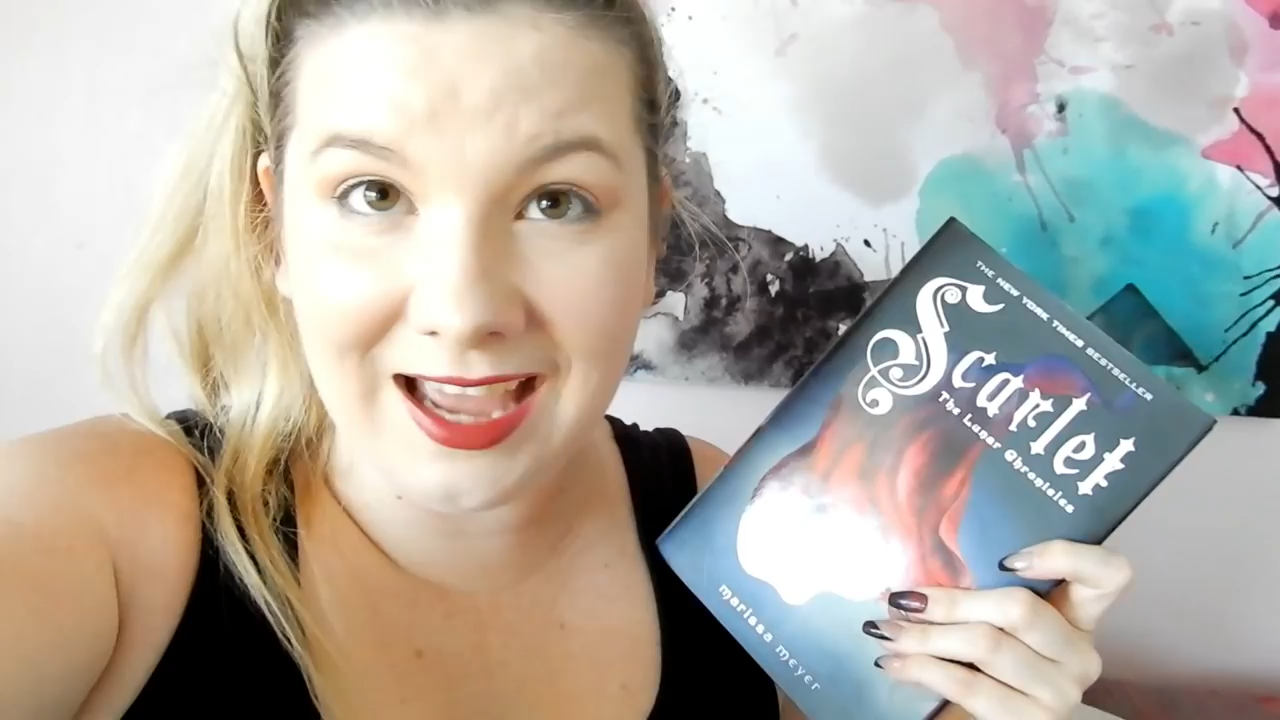 THE NEW YORK TIMES BESTSELLER
Scarlet
The Lunar Chronicles
marissa meyer